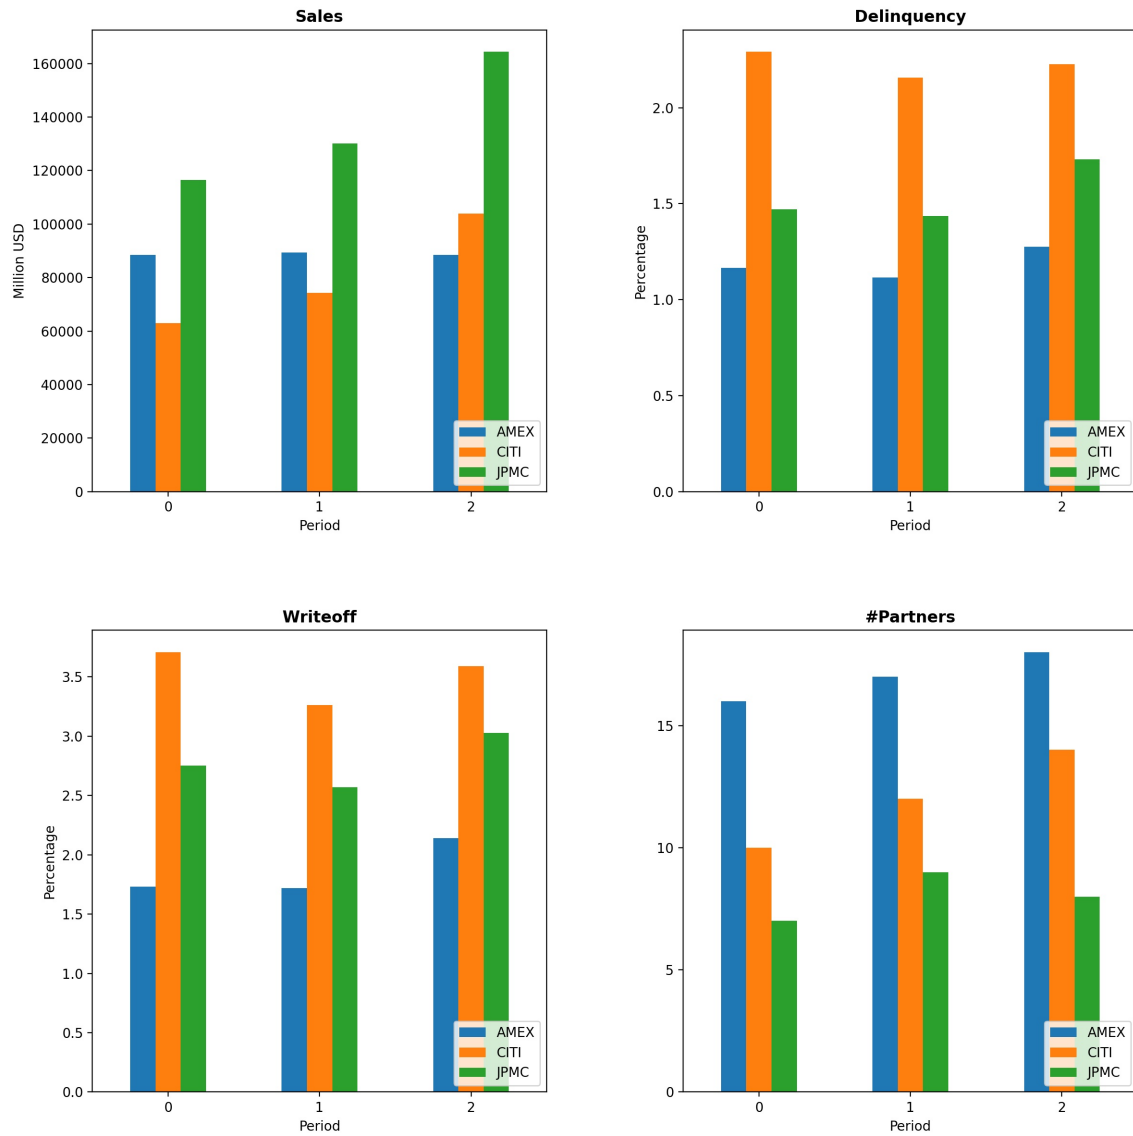 Sales
Million USD
160000
140000
120000
100000
80000
60000
40000
20000
0
0 1 2
Period
AMEX
CITI
JPMC
Delinquency
Percentage
2.0
1.5
1.0
0.5
0.0
0 1 2
Period
AMEX
CITI
JPMC
Writeoff
Percentage
3.5
3.0
2.5
2.0
1.5
1.0
0.5
0.0
0 1 2
Period
AMEX
CITI
JPMC
#Partners
15
10
5
0
0 1 2
Period
AMEX
CITI
JPMC